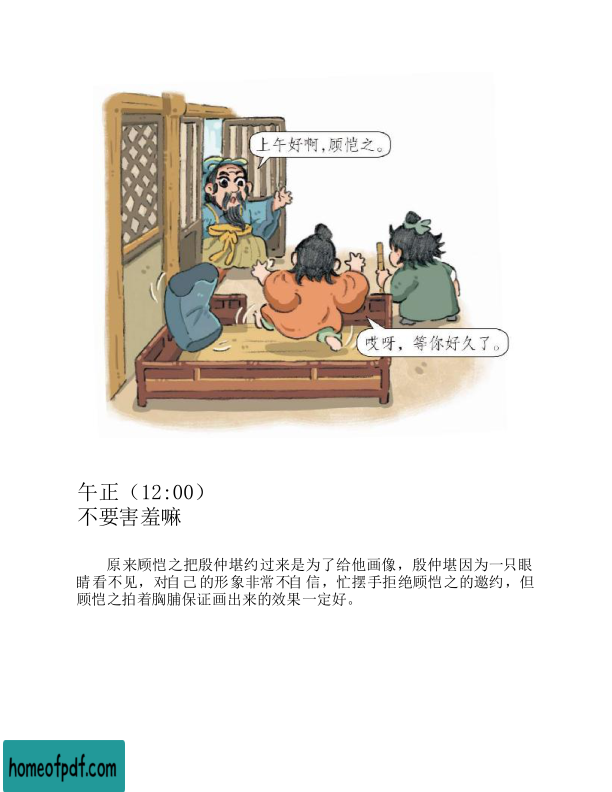 上午好啊，顾恺之。
哎呀，等你好久了。
午正（12:00）
不要害羞嘛
原来顾恺之把殷仲堪约过来是为了给他画像，殷仲堪因为一只眼
睛看不见，对自己的形象非常不自信，忙摆手拒绝顾恺之的邀约，但
顾恺之拍着胸脯保证画出来的效果一定好。
homeofpdf.com